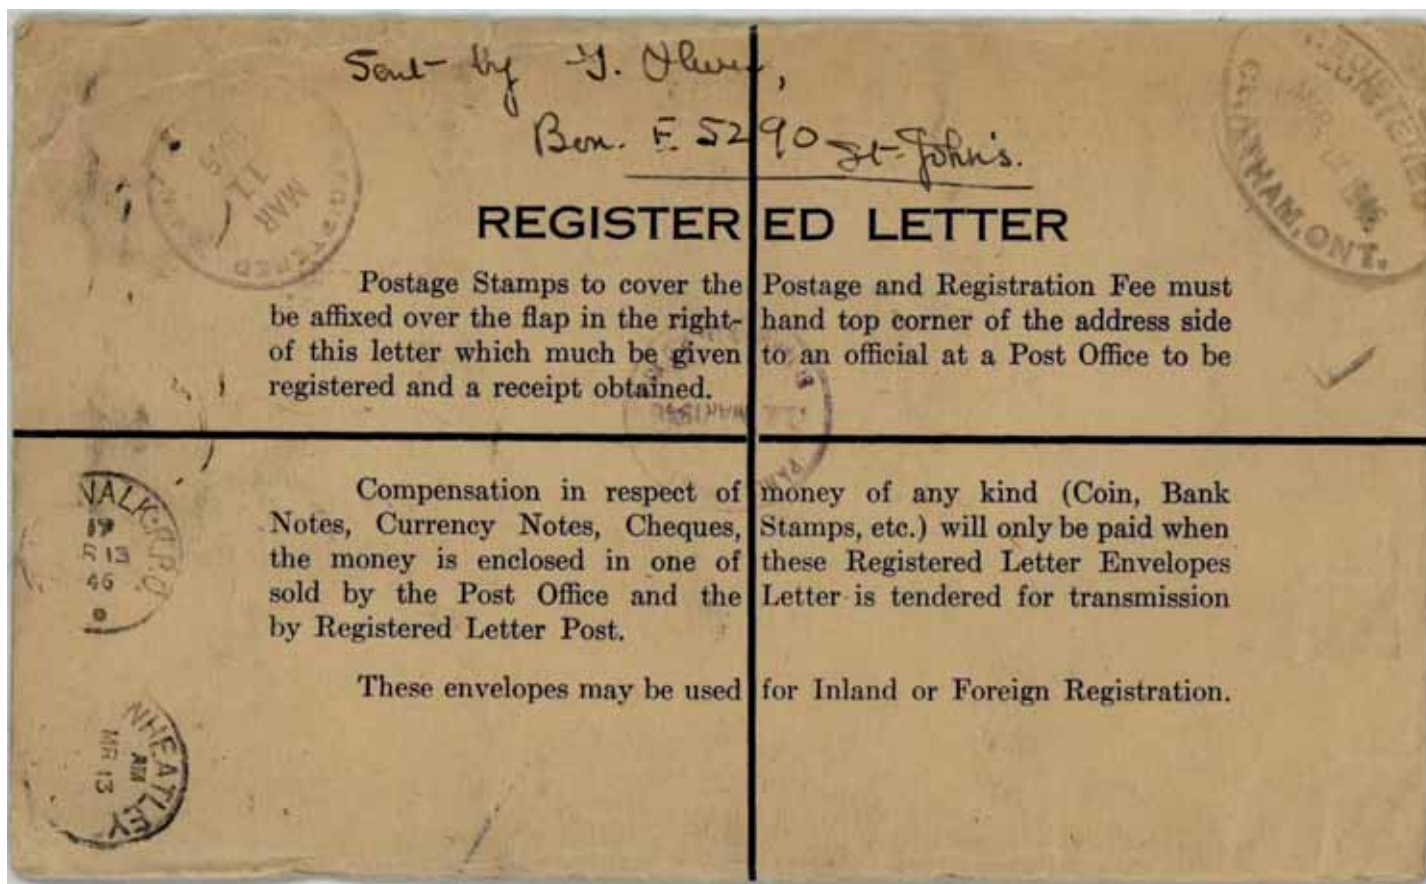 Sent by
Box. E. 5290 St. John's.
REGISTERED LETTER
Postage Stamps to cover the Postage and Registration Fee must
be affixed over the flap in the right-hand top corner of the address side
of this letter which much be given to an official at a Post Office to be
registered and a receipt obtained.
Compensation in respect of money of any kind (Coin, Bank
Notes, Currency Notes, Cheques, Stamps, etc.) will only be paid when
the money is enclosed in one of these Registered Letter Envelopes
sold by the Post Office and the Letter is tendered for transmission
by Registered Letter Post.
These envelopes may be used for Inland or Foreign Registration.
REGISTERED
CHATHAM, ONT.
1946
MAR
11
WALK. R.P.O.
R 13
46
WHEATLEY
AM
MR 13